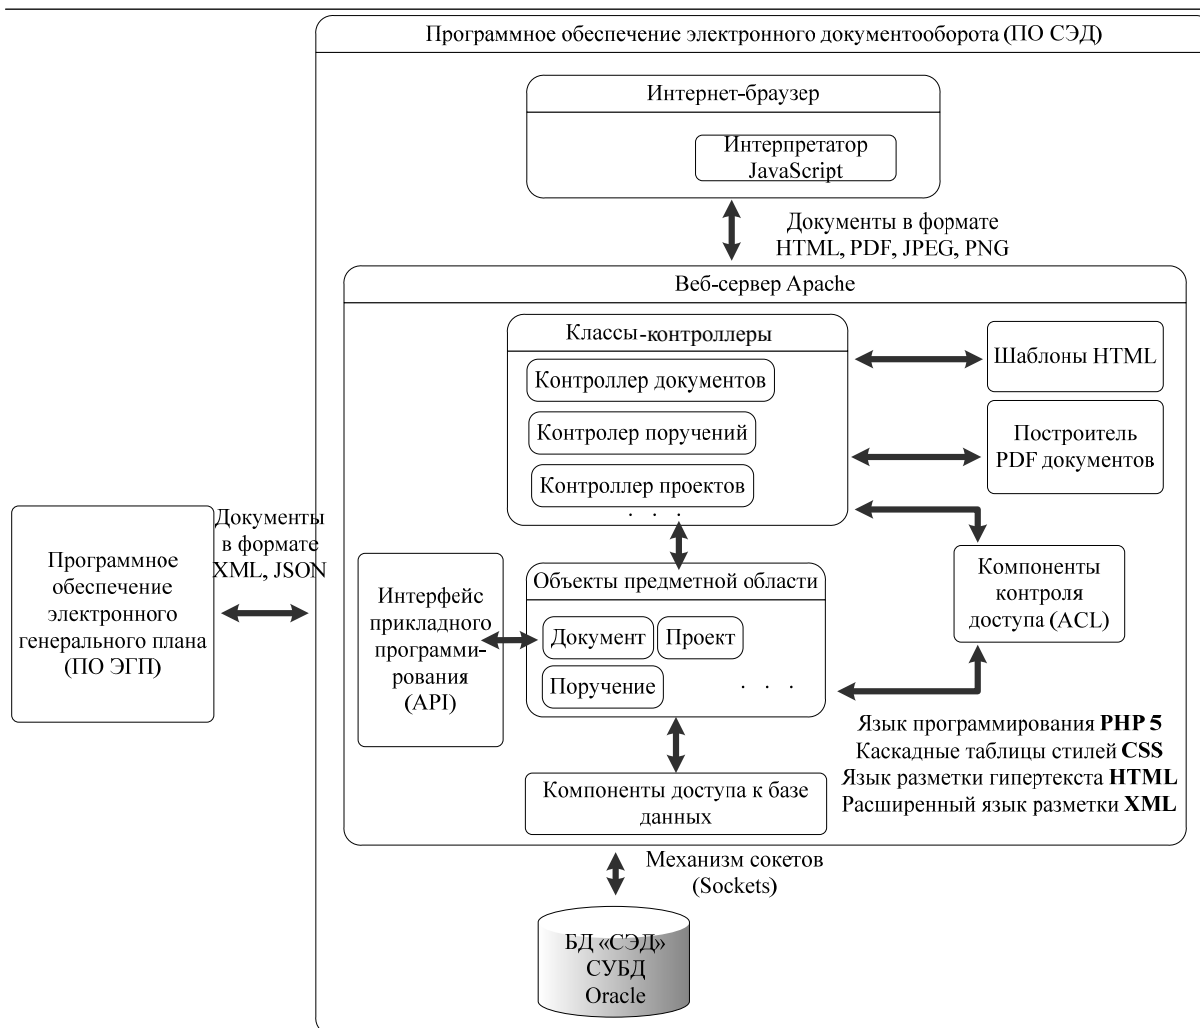 Программное обеспечение электронного документооборота (ПО СЭД)
Интернет-браузер
Интерпретатор
JavaScript
Документы в формате
HTML, PDF, JPEG, PNG
Веб-сервер Apache
Классы-контроллеры
Контроллер документов
Контролер поручений
Контроллер проектов
. . .
Шаблоны HTML
Построитель
PDF документов
Документы
в формате
XML, JSON
Программное
обеспечение
электронного
генерального плана
(ПО ЭГП)
Интерфейс
прикладного
программи-
рования
(API)
Объекты предметной области
Документ
Проект
Поручение
. . .
Компоненты
контроля
доступа (ACL)
Язык программирования PHP 5
Каскадные таблицы стилей CSS
Язык разметки гипертекста HTML
Расширенный язык разметки XML
Компоненты доступа к базе
данных
Механизм сокетов
(Sockets)
БД «СЭД»
СУБД
Oracle